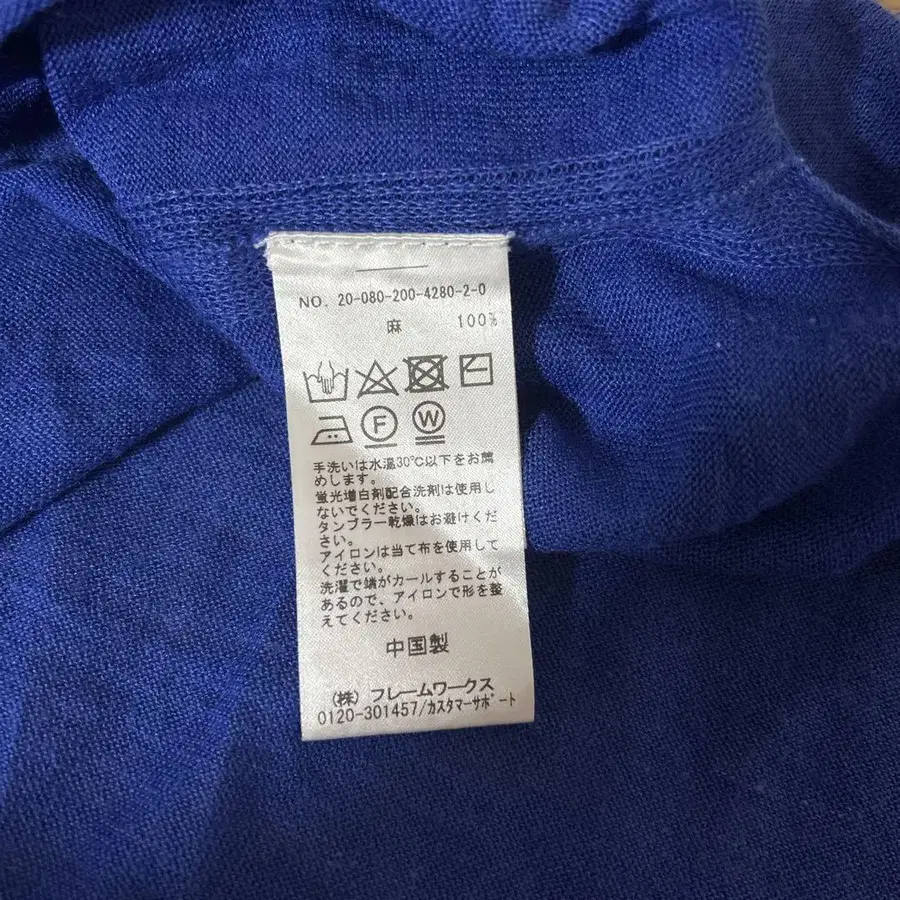 NO. 20-080-200-4280-2-0
麻 100%
F W
手洗いは水温30℃以下をお薦
めします。
蛍光増白剤配合洗剤は使用し
ないでください。
タンブラー乾燥はお避けくだ
さい。
アイロンは当て布を使用して
ください。
洗濯で端がカールすることが
あるので、アイロンで形を整
えてください。
中国製
(株) フレームワークス
0120-301457/カスタマーサポート